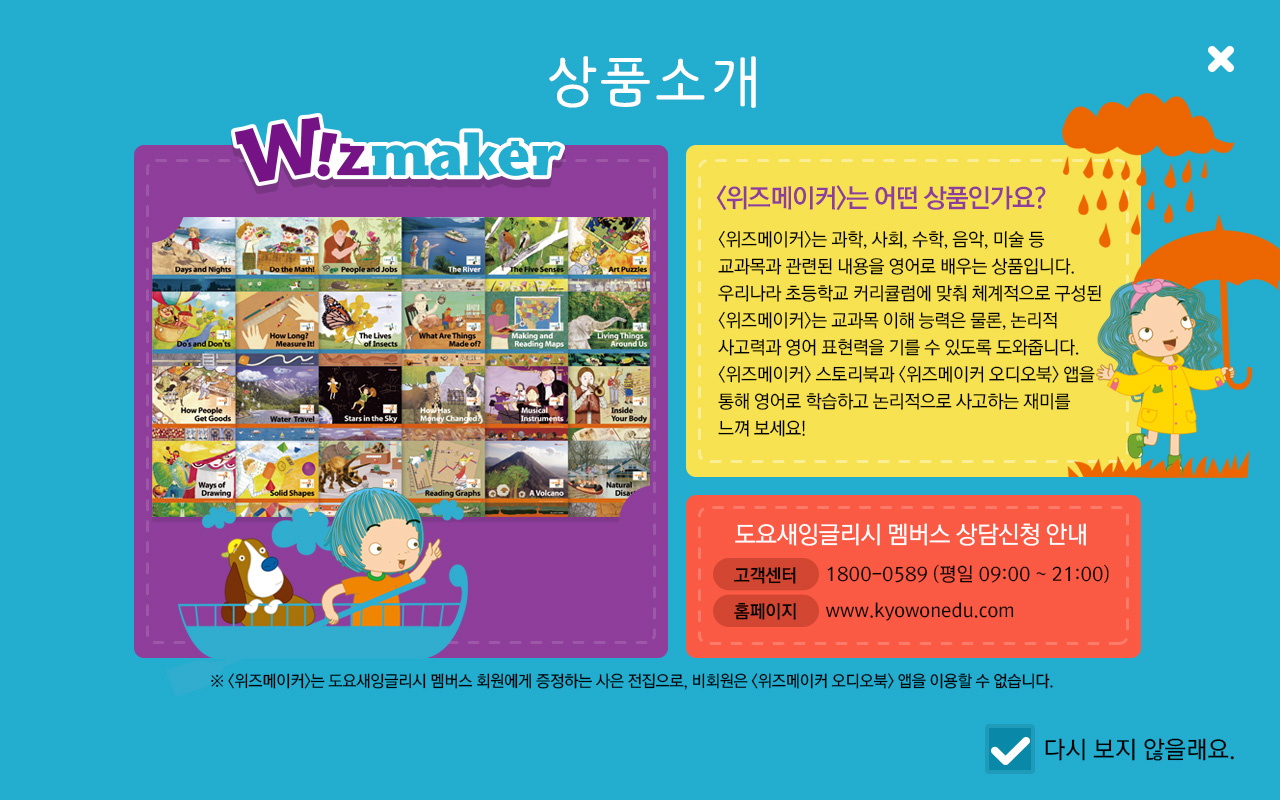 상품소개
W!zmaker
Days and Nights
Do the Math!
People and Jobs
The River
The Five Senses
Art Puzzles
Do's and Don'ts
How Long?
Measure It!
The Lives
of Insects
What Are Things
Made of?
Making and
Reading Maps
Living Things
Around Us
How People
Get Goods
Water Travel
Stars in the Sky
How Has
Money Changed?
Musical
Instruments
Inside
Your Body
Ways of
Drawing
Solid Shapes
Reading Graphs
A Volcano
Natural
〈위즈메이커〉는 어떤 상품인가요?
〈위즈메이커〉는 과학, 사회, 수학, 음악, 미술 등
교과목과 관련된 내용을 영어로 배우는 상품입니다.
우리나라 초등학교 커리큘럼에 맞춰 체계적으로 구성된
〈위즈메이커〉는 교과목 이해 능력은 물론, 논리적
사고력과 영어 표현력을 기를 수 있도록 도와줍니다.
〈위즈메이커〉 스토리북과 〈위즈메이커 오디오북〉 앱을
통해 영어로 학습하고 논리적으로 사고하는 재미를
느껴 보세요!
도요새잉글리시 멤버스 상담신청 안내
고객센터 1800-0589 (평일 09:00 ~ 21:00)
홈페이지 www.kyowonedu.com
※ 〈위즈메이커〉는 도요새잉글리시 멤버스 회원에게 증정하는 사은 전집으로, 비회원은 〈위즈메이커 오디오북〉 앱을 이용할 수 없습니다.
다시 보지 않을래요.